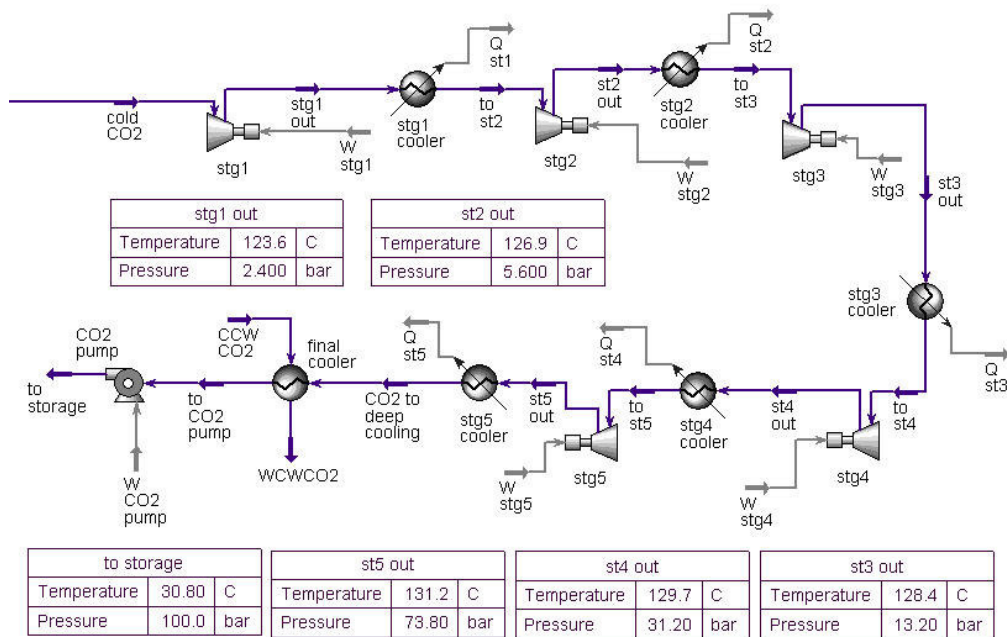 cold
CO2
stg1
out
stg1
W
stg1
Q
st1
stg1
cooler
to
st2
stg2
st2
out
W
stg2
Q
st2
stg2
cooler
to
st3
stg3
W
stg3
st3
out
stg1 out
Temperature 123.6 C
Pressure 2.400 bar
st2 out
Temperature 126.9 C
Pressure 5.600 bar
stg3
cooler
Q
st3
to
st4
stg4
W
stg4
st4
out
stg4
cooler
Q
st4
to
st5
stg5
W
stg5
st5
out
stg5
cooler
Q
st5
CO2 to
deep
cooling
final
cooler
CCW
CO2
WCWCO2
to
CO2
pump
CO2
pump
to
storage
W
CO2
pump
to storage
Temperature 30.80 C
Pressure 100.0 bar
st5 out
Temperature 131.2 C
Pressure 73.80 bar
st4 out
Temperature 129.7 C
Pressure 31.20 bar
st3 out
Temperature 128.4 C
Pressure 13.20 bar